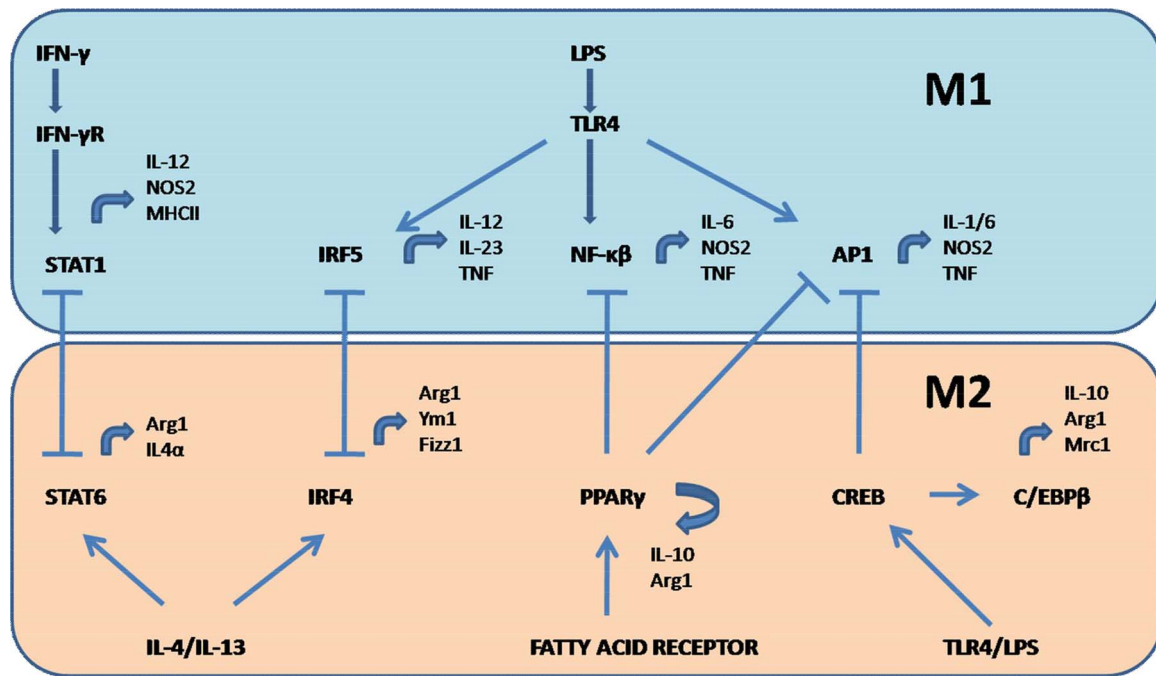 IFN-γ
LPS
M1
IFN-γR
TLR4
IL-12
NOS2
MHCII
STAT1
IRF5
IL-12
IL-23
TNF
NF-κβ
IL-6
NOS2
TNF
AP1
IL-1/6
NOS2
TNF
M2
Arg1
IL4α
STAT6
Arg1
Ym1
Fizz1
IRF4
PPARγ
IL-10
Arg1
CREB
C/EBPβ
IL-10
Arg1
Mrc1
IL-4/IL-13
FATTY ACID RECEPTOR
TLR4/LPS